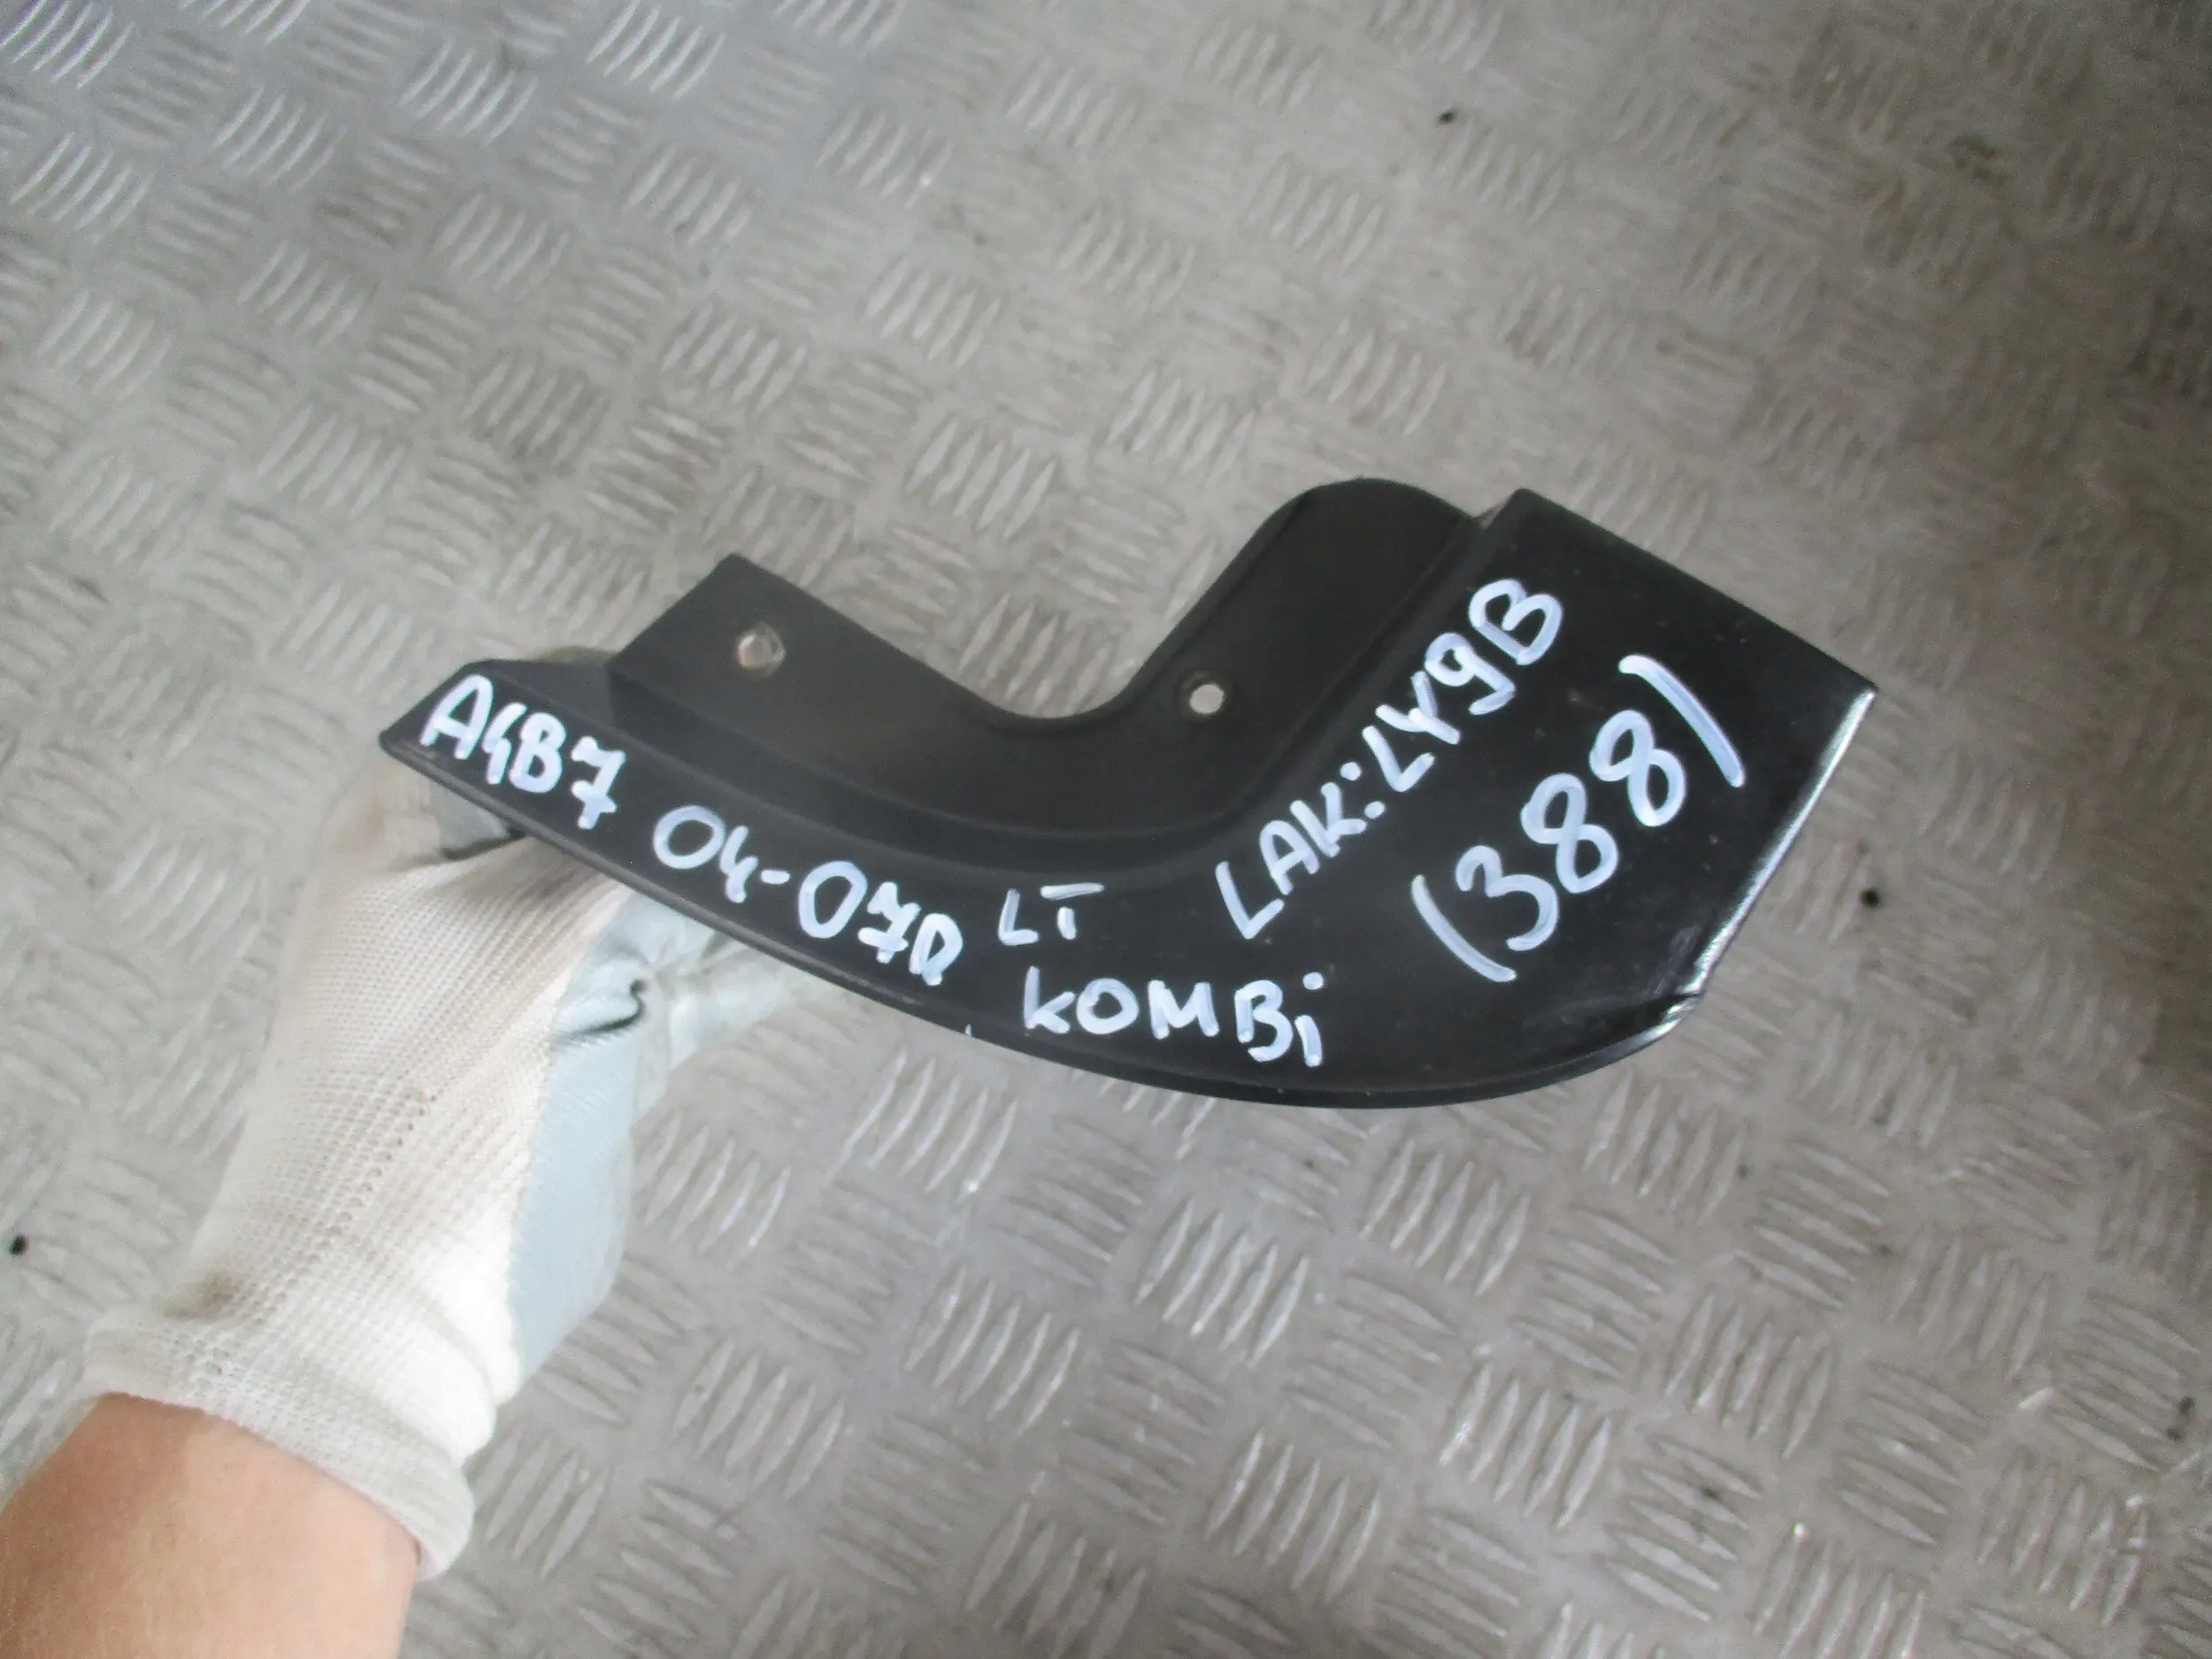 A4B7 04-07R LT
KOMBi
LAK:LY9B
(388)